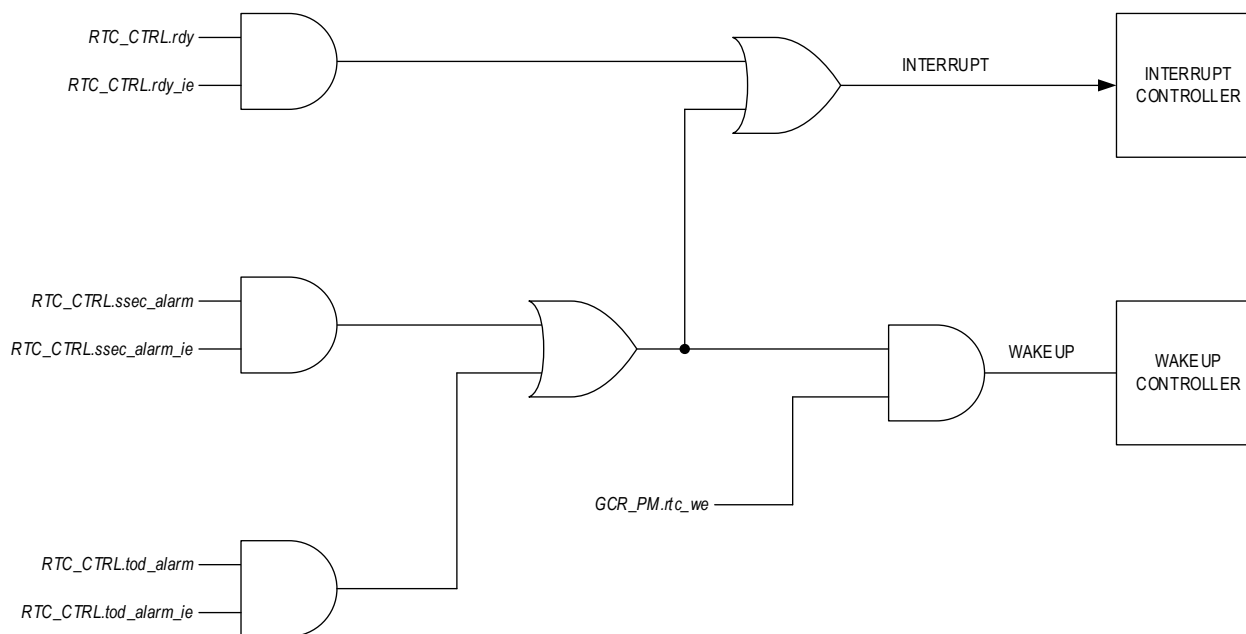 RTC_CTRL.rdy
RTC_CTRL.rdy_ie
INTERRUPT
INTERRUPT
CONTROLLER
RTC_CTRL.ssec_alarm
RTC_CTRL.ssec_alarm_ie
WAKEUP
WAKEUP
CONTROLLER
GCR_PM.rtc_we
RTC_CTRL.tod_alarm
RTC_CTRL.tod_alarm_ie